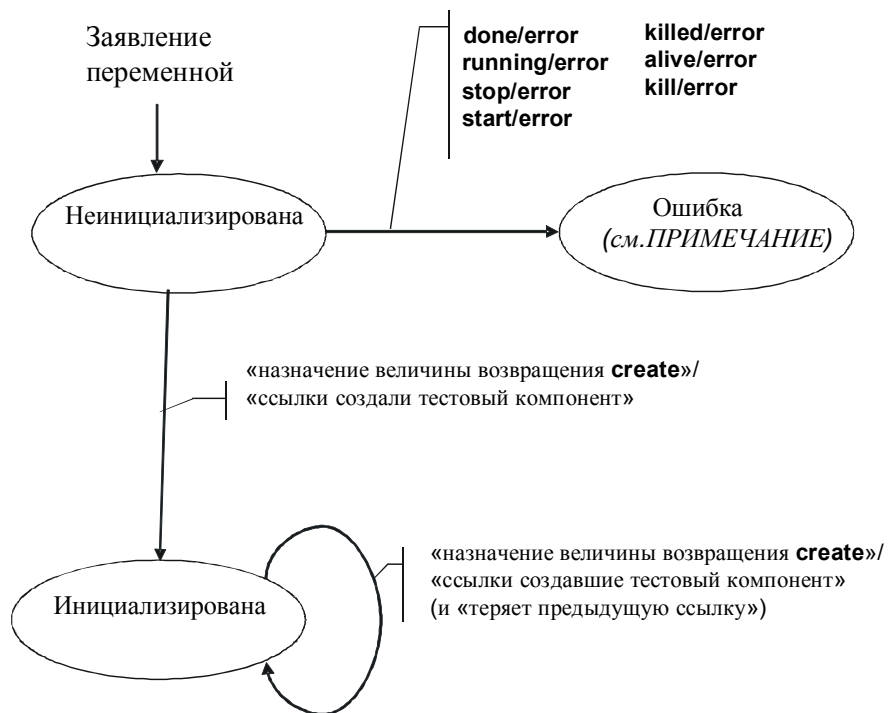 Заявление
переменной
done/error
running/error
stop/error
start/error
killed/error
alive/error
kill/error
Неинициализирована
Ошибка
(см.ПРИМЕЧАНИЕ)
«назначение величины возвращения create»/
«ссылки создали тестовый компонент»
Инициализирована
«назначение величины возвращения create»/
«ссылки создавшие тестовый компонент»
(и «теряет предыдущую ссылку»)